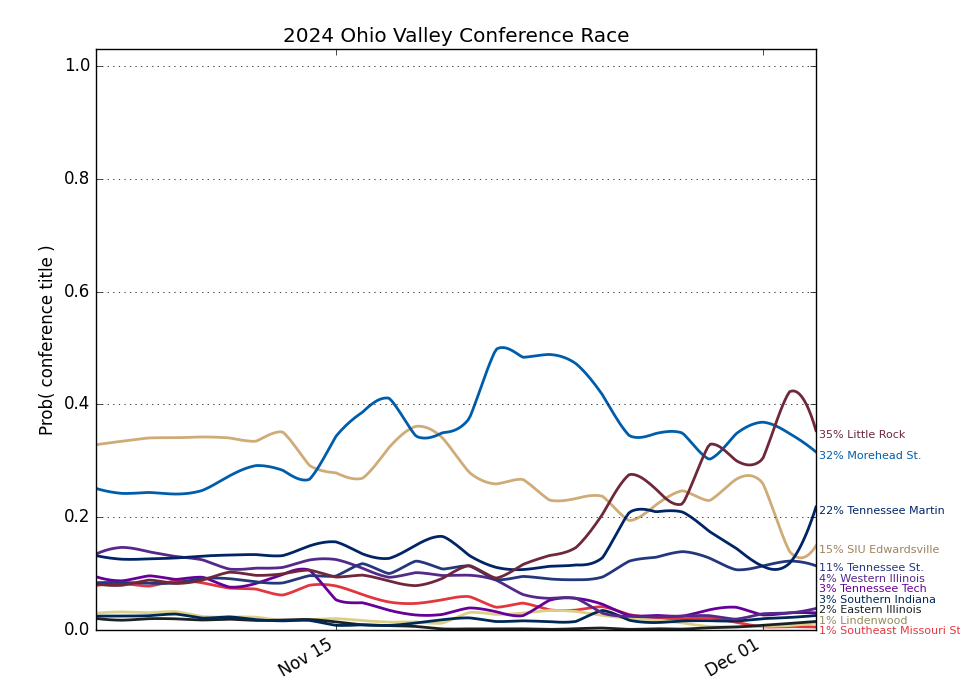 2024 Ohio Valley Conference Race
Prob( conference title )
1.0
0.8
0.6
0.4
0.2
0.0
Nov 15
Dec 01
35% Little Rock
32% Morehead St.
22% Tennessee Martin
15% SIU Edwardsville
11% Tennessee St.
4% Western Illinois
3% Tennessee Tech
3% Southern Indiana
2% Eastern Illinois
1% Lindenwood
1% Southeast Missouri St